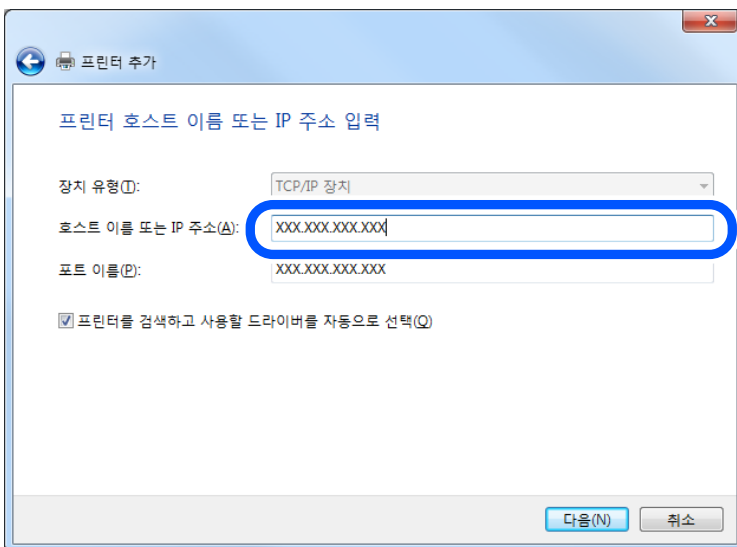 프린터 추가
프린터 호스트 이름 또는 IP 주소 입력
장치 유형(T): TCP/IP 장치
호스트 이름 또는 IP 주소(A): XXX.XXX.XXX.XXX
포트 이름(P): XXX.XXX.XXX.XXX
프린터를 검색하고 사용할 드라이버를 자동으로 선택(Q)
다음(N) 취소